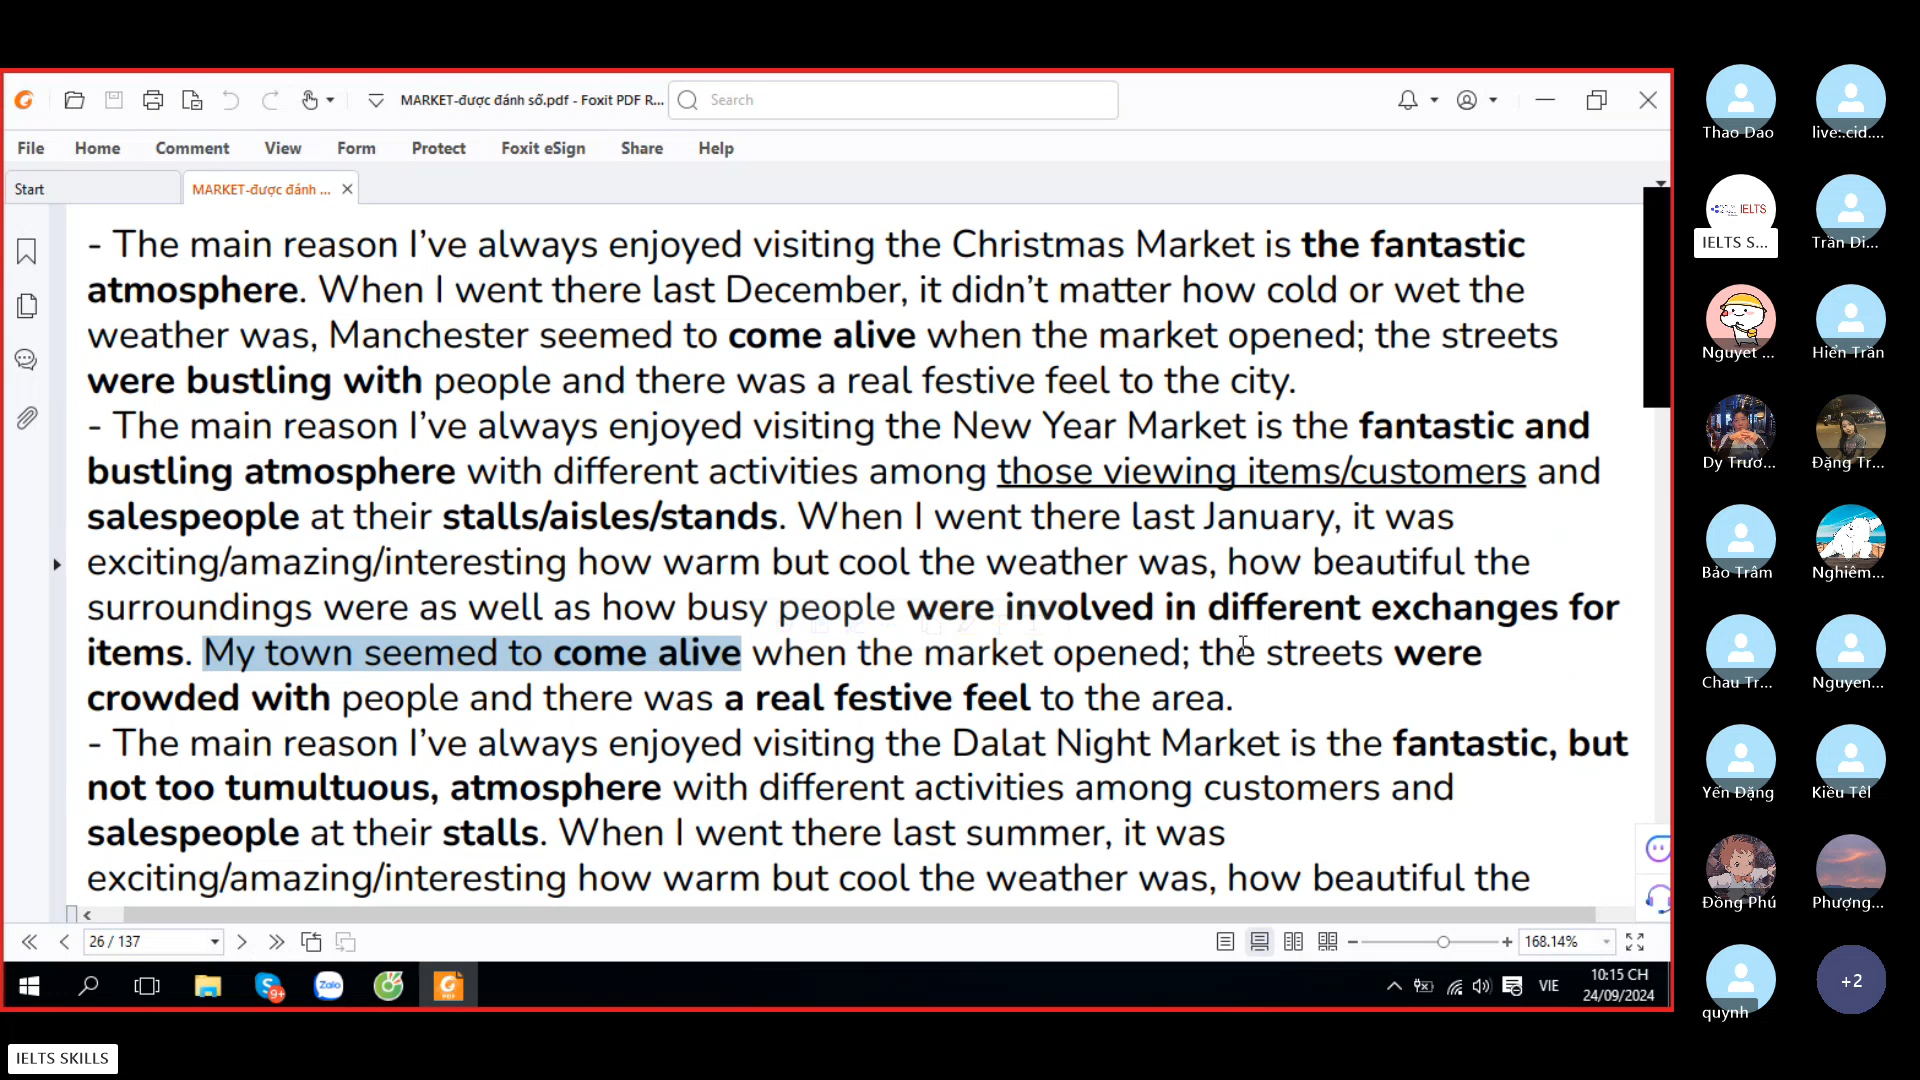 MARKET-được đánh số.pdf - Foxit PDF R...
Search
File Home Comment View Form Protect Foxit eSign Share Help
Start
MARKET-được đánh ...
- The main reason I’ve always enjoyed visiting the Christmas Market is the fantastic
atmosphere. When I went there last December, it didn’t matter how cold or wet the
weather was, Manchester seemed to come alive when the market opened; the streets
were bustling with people and there was a real festive feel to the city.
- The main reason I’ve always enjoyed visiting the New Year Market is the fantastic and
bustling atmosphere with different activities among those viewing items/customers and
salespeople at their stalls/aisles/stands. When I went there last January, it was
exciting/amazing/interesting how warm but cool the weather was, how beautiful the
surroundings were as well as how busy people were involved in different exchanges for
items. My town seemed to come alive when the market opened; the streets were
crowded with people and there was a real festive feel to the area.
- The main reason I’ve always enjoyed visiting the Dalat Night Market is the fantastic, but
not too tumultuous, atmosphere with different activities among customers and
salespeople at their stalls. When I went there last summer, it was
exciting/amazing/interesting how warm but cool the weather was, how beautiful the
26 / 137
168.14%
9+
Zalo
PDF
VIE
10:15 CH
24/09/2024
IELTS SKILLS
Thao Dao
live:.cid....
IELTS
IELTS S...
Trần Di...
Nguyet ...
Hiển Trần
Dy Trươ...
Đặng Tr...
Bảo Trâm
Nghiêm...
Chau Tr...
Nguyen...
Yến Đặng
Kiều Têl
Đồng Phú
Phượng...
quynh
+2